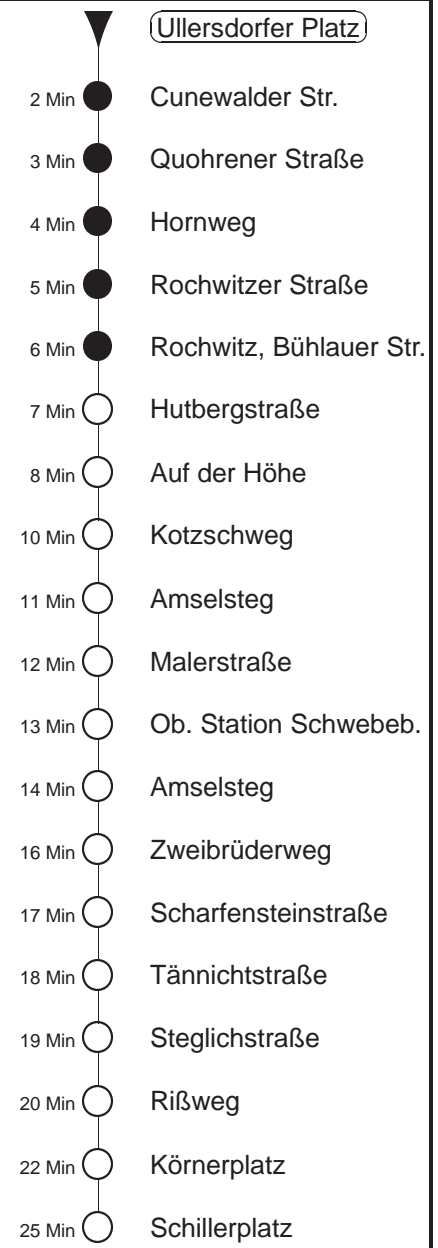 Ullersdorfer Platz
2 Min Cunewalder Str.
3 Min Quohrener Straße
4 Min Hornweg
5 Min Rochwitzer Straße
6 Min Rochwitz, Bühlauer Str.
7 Min Hutbergstraße
8 Min Auf der Höhe
10 Min Kotzschweg
11 Min Amselsteg
12 Min Malerstraße
13 Min Ob. Station Schwebeb.
14 Min Amselsteg
16 Min Zweibrüderweg
17 Min Scharfensteinstraße
18 Min Tännichtstraße
19 Min Steglichstraße
20 Min Rißweg
22 Min Körnerplatz
25 Min Schillerplatz